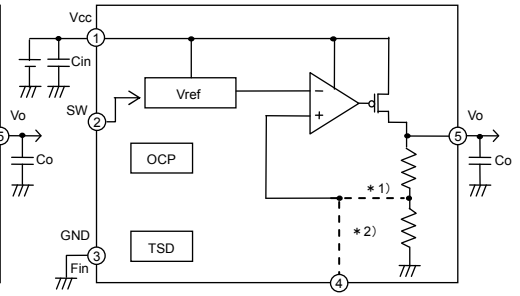 Vcc
1
Cin
Vref
SW
2
−
+
Vo
5
Co
Vo
5
Co
OCP
*1)
*2)
GND
3
Fin
TSD
4